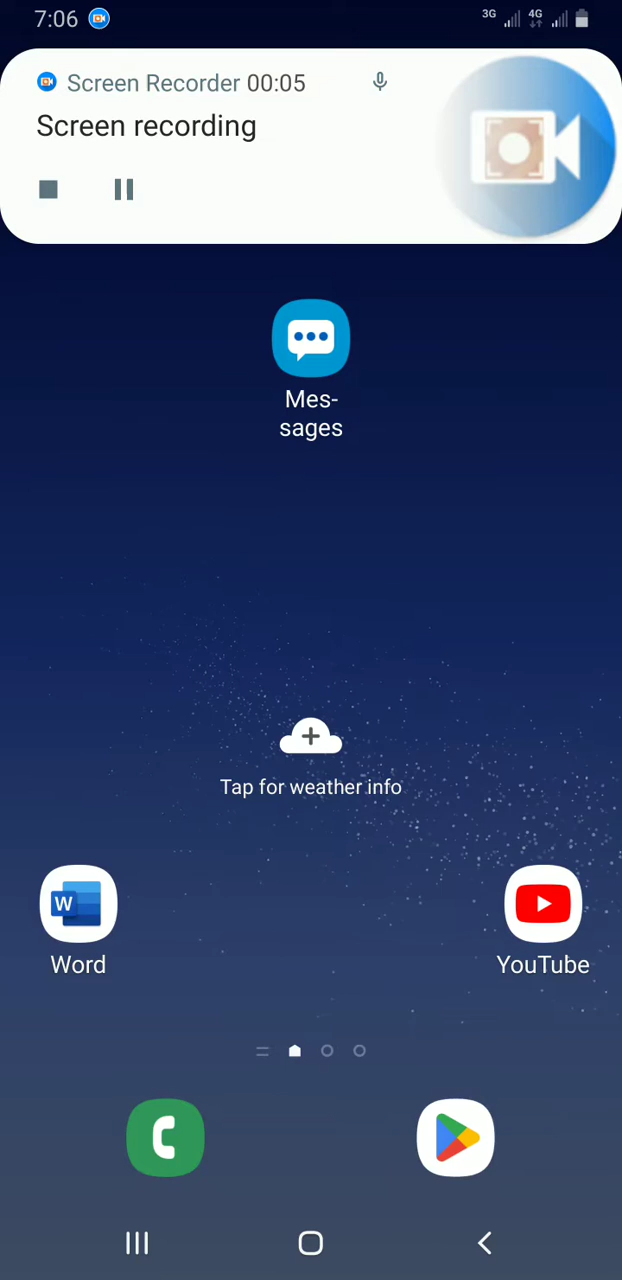 7:06
3G 4G
Screen Recorder 00:05
Screen recording
Mes-
sages
Tap for weather info
W
Word
YouTube